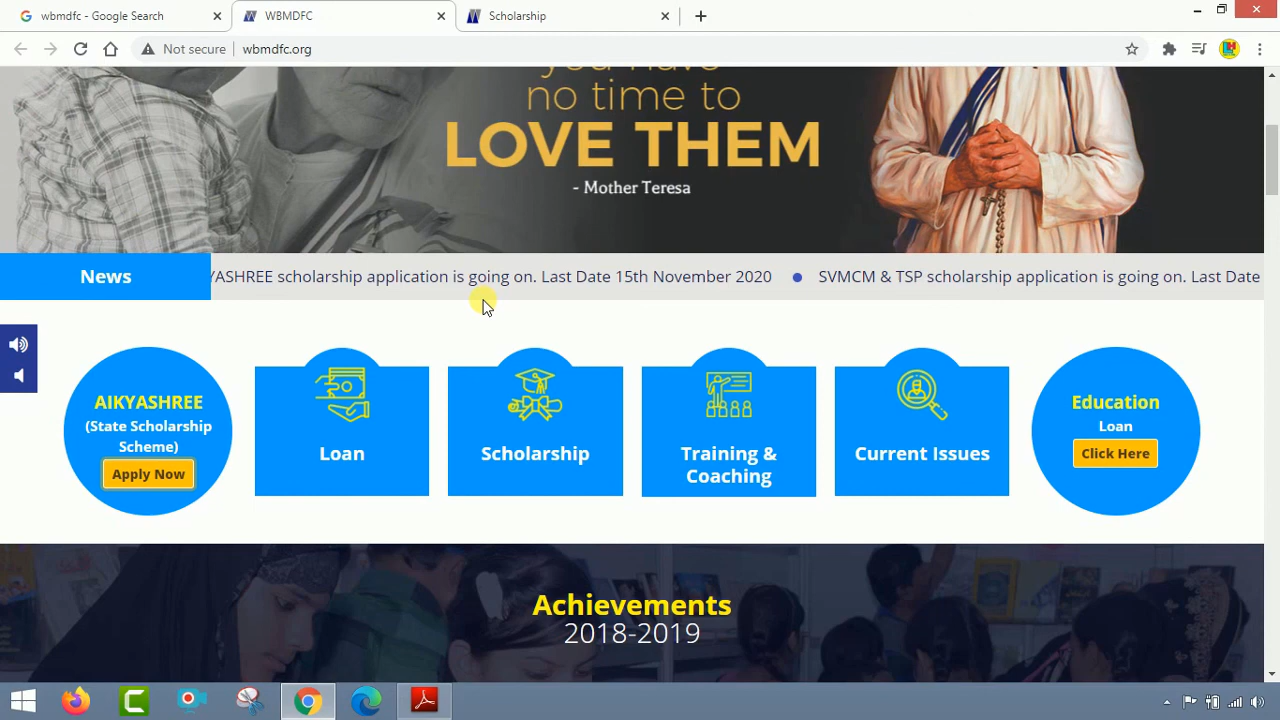 wbmdfc - Google Search
WBMDFC
Scholarship
Not secure
wbmdfc.org
no time to
LOVE THEM
- Mother Teresa
News
YASHREE scholarship application is going on. Last Date 15th November 2020 • SVMCM & TSP scholarship application is going on. Last Date
AIKYASHREE
(State Scholarship
Scheme)
Apply Now
Loan
Scholarship
Training &
Coaching
Current Issues
Education
Loan
Click Here
Achievements
2018-2019